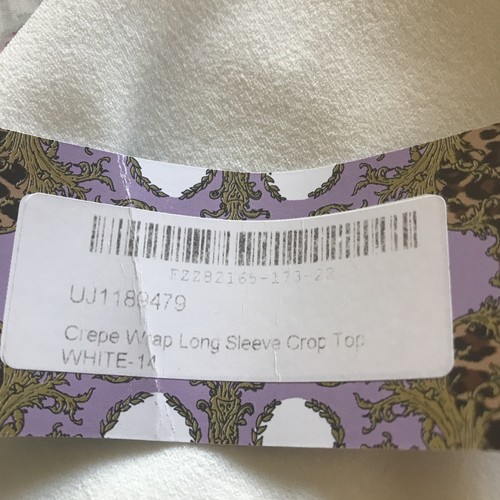 FZZ82165-173-22
UJ1189479
Crepe Wrap Long Sleeve Crop Top
WHITE-14